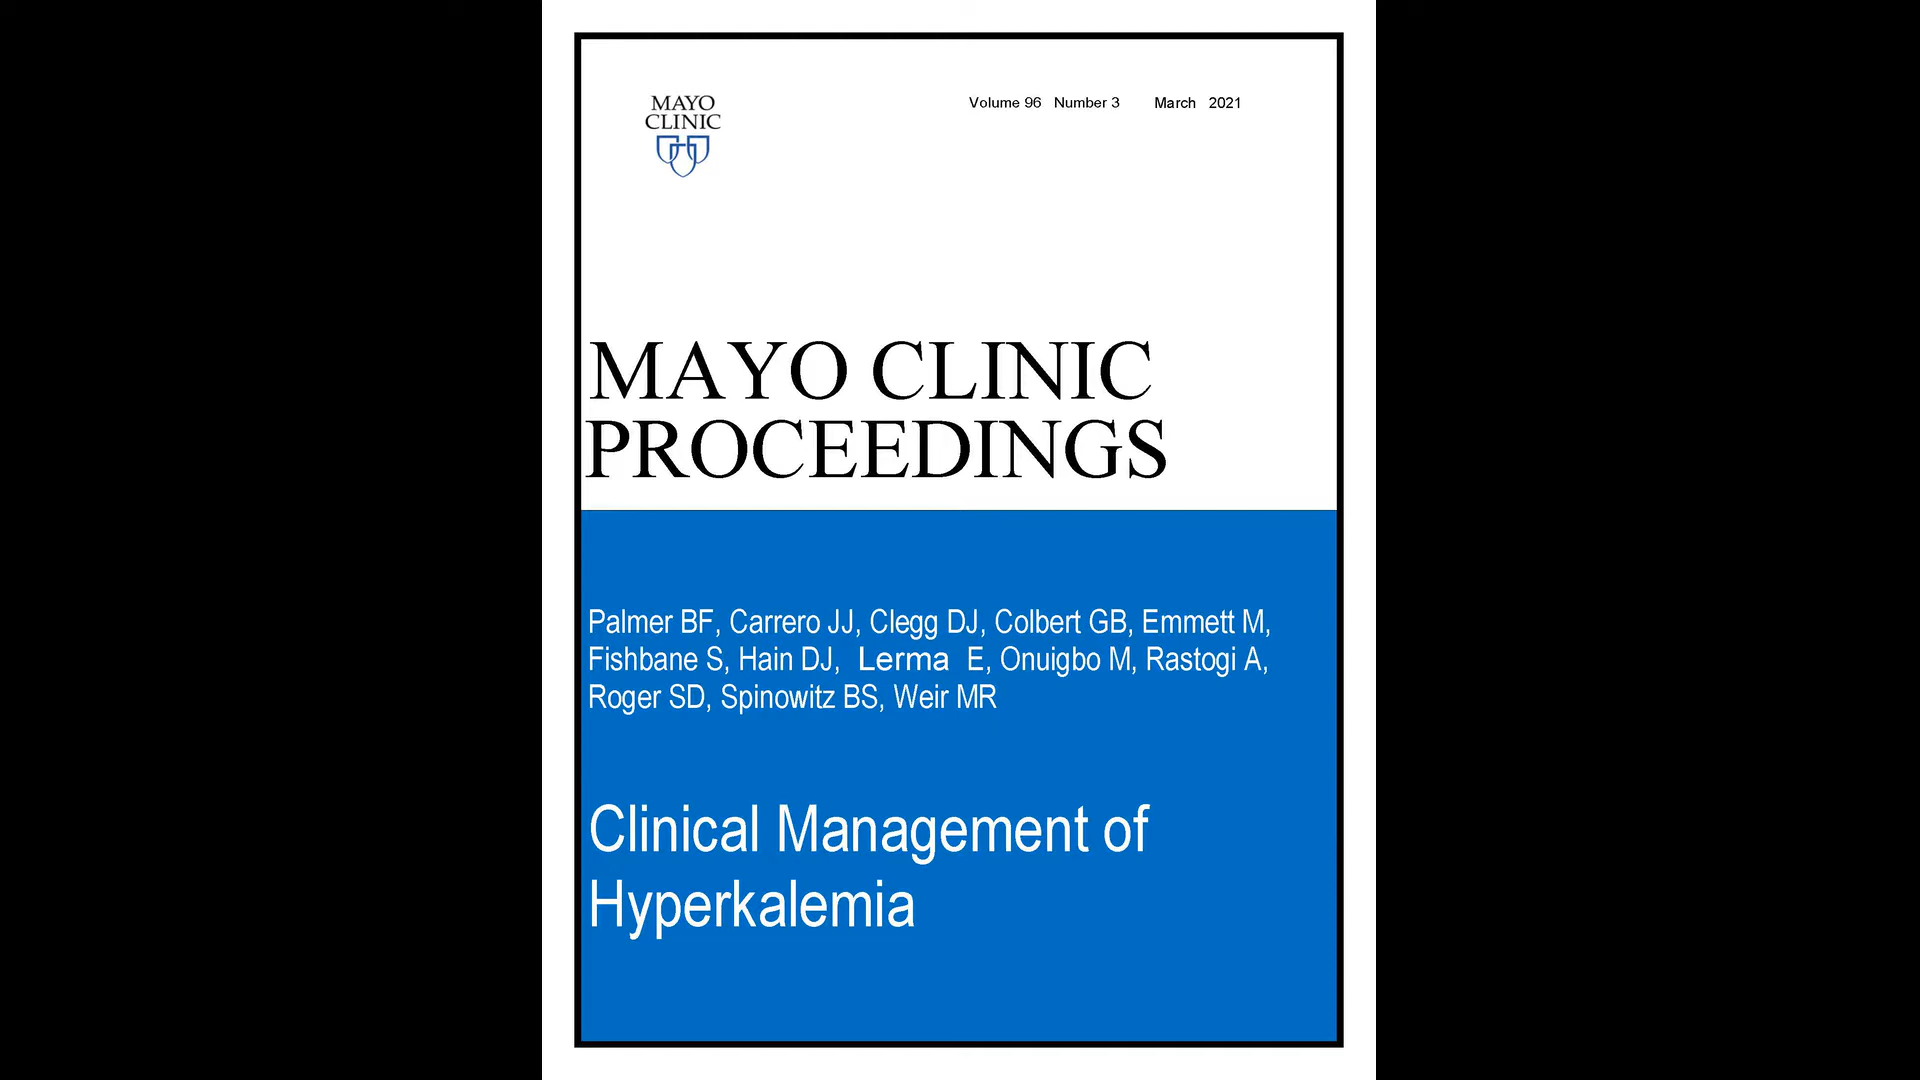 MAYO
CLINIC
Volume 96 Number 3 March 2021
MAYO CLINIC
PROCEEDINGS
Palmer BF, Carrero JJ, Clegg DJ, Colbert GB, Emmett M,
Fishbane S, Hain DJ, Lerma E, Onuigbo M, Rastogi A,
Roger SD, Spinowitz BS, Weir MR
Clinical Management of
Hyperkalemia